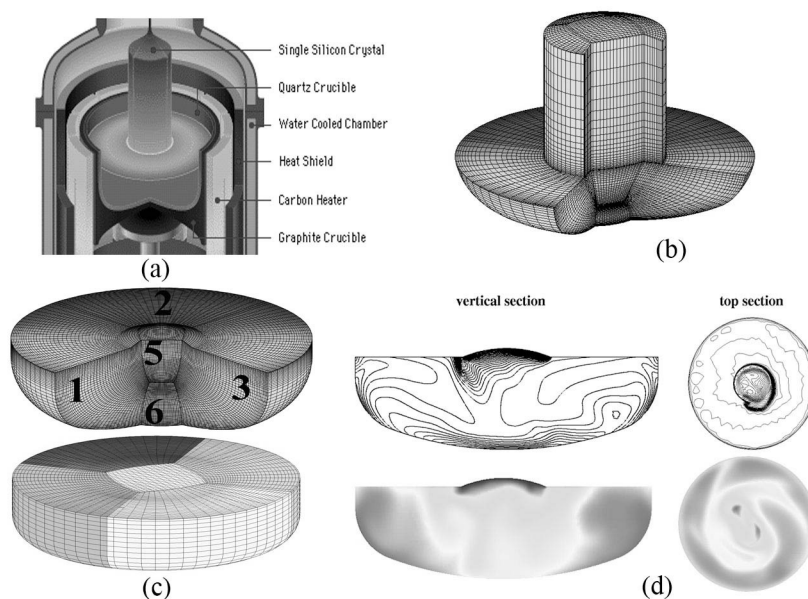 Single Silicon Crystal
Quartz Crucible
Water Cooled Chamber
Heat Shield
Carbon Heater
Graphite Crucible
(a)
(b)
2
5
1
3
6
(c)
vertical section
top section
(d)